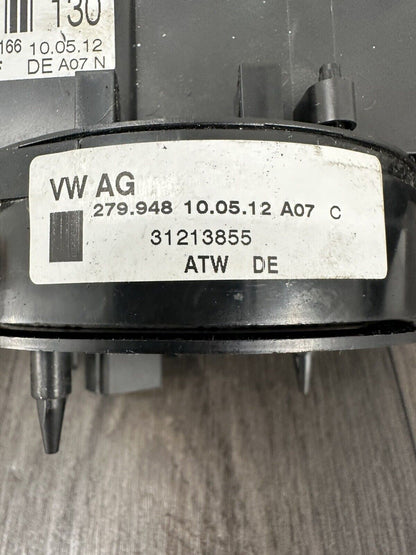 130
166 10.05.12
DE A07 N
VW AG
279.948 10.05.12 A07 C
31213855
ATW DE